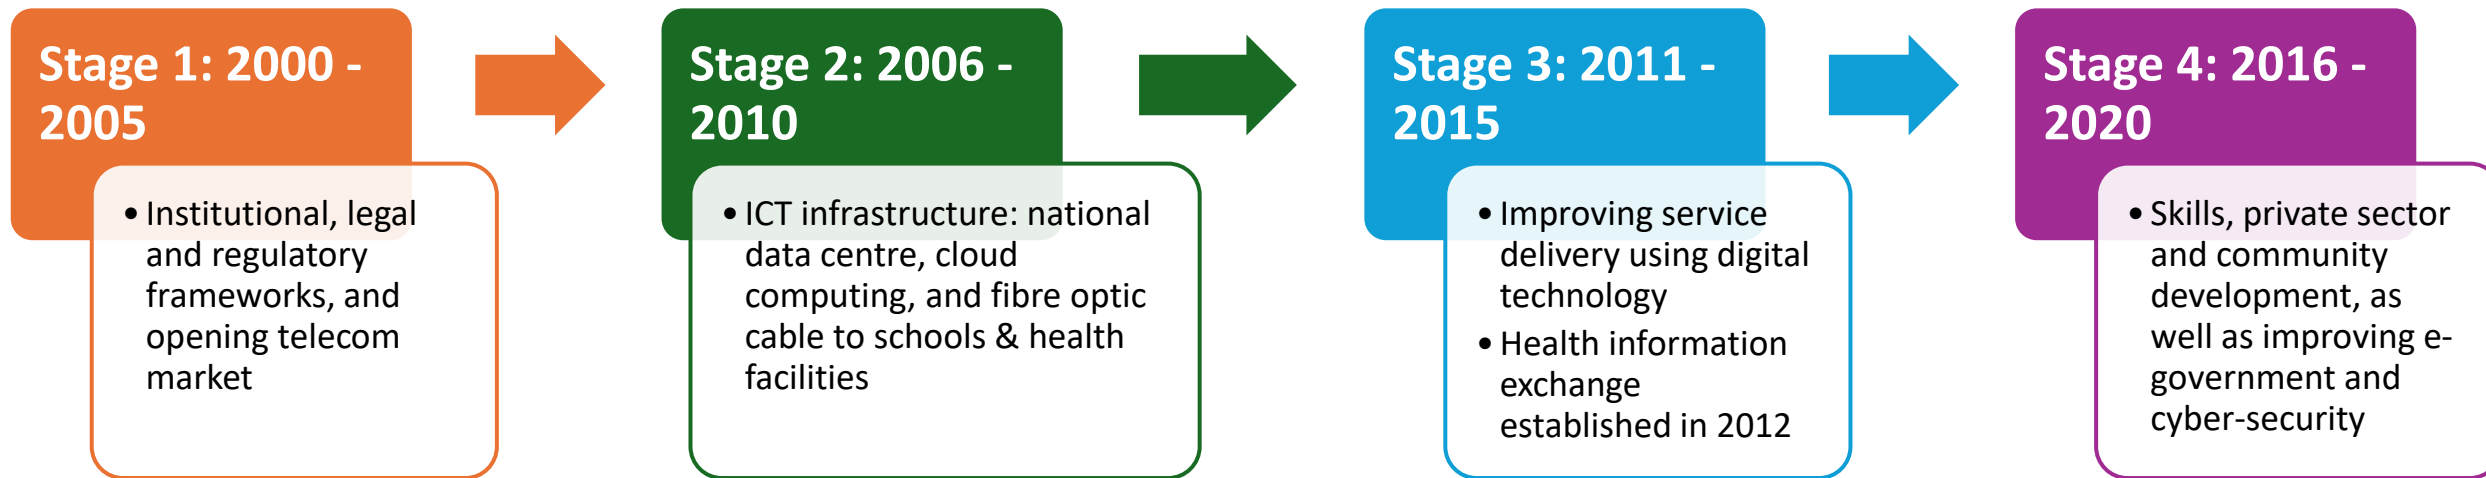 Stage 1: 2000 -
2005
• Institutional, legal
and regulatory
frameworks, and
opening telecom
market
Stage 2: 2006 -
2010
• ICT infrastructure: national
data centre, cloud
computing, and fibre optic
cable to schools & health
facilities
Stage 3: 2011 -
2015
• Improving service
delivery using digital
technology
• Health information
exchange
established in 2012
Stage 4: 2016 -
2020
• Skills, private sector
and community
development, as
well as improving e-
government and
cyber-security